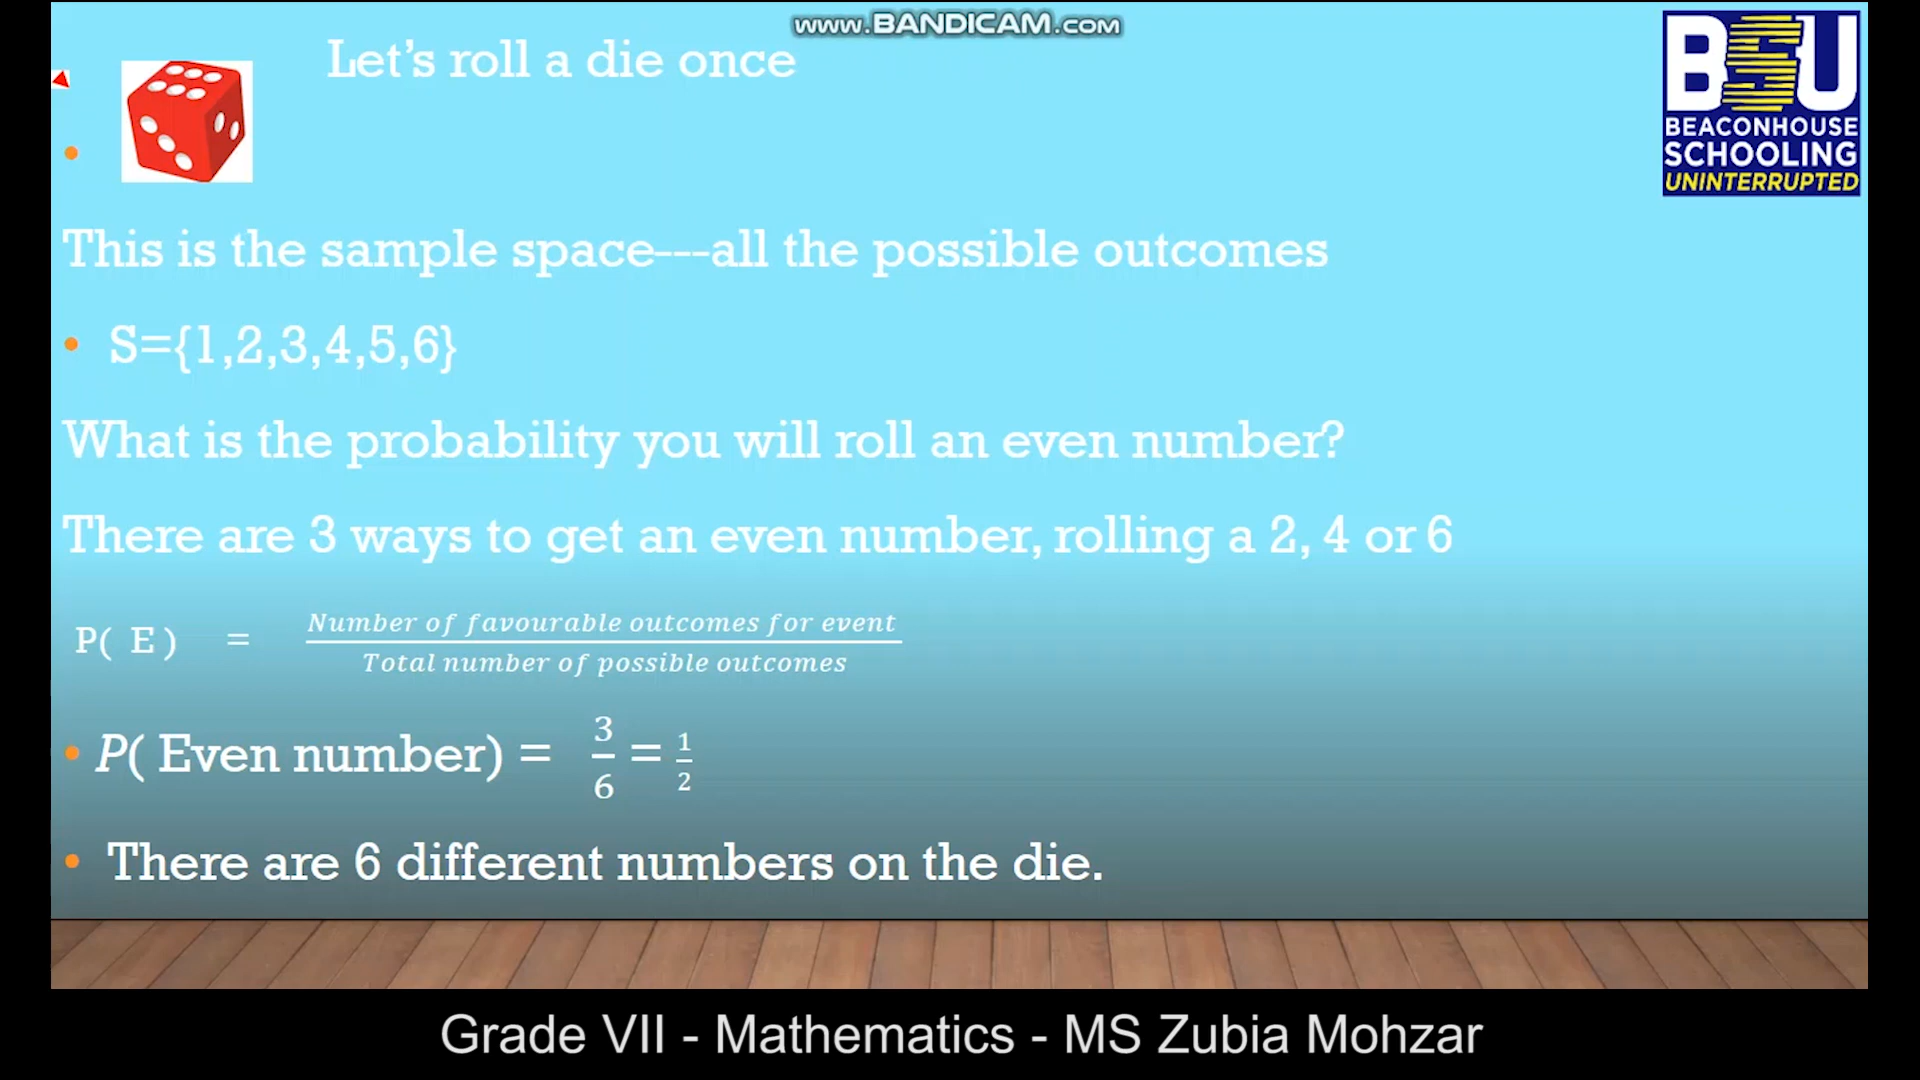 www.BANDICAM.com
Let's roll a die once
BSU
BEACONHOUSE
SCHOOLING
UNINTERRUPTED
This is the sample space---all the possible outcomes
• S={1,2,3,4,5,6}
What is the probability you will roll an even number?
There are 3 ways to get an even number, rolling a 2, 4 or 6
P( E ) = Number of favourable outcomes for event / Total number of possible outcomes
• P( Even number) = 3/6 = 1/2
• There are 6 different numbers on the die.
Grade VII - Mathematics - MS Zubia Mohzar